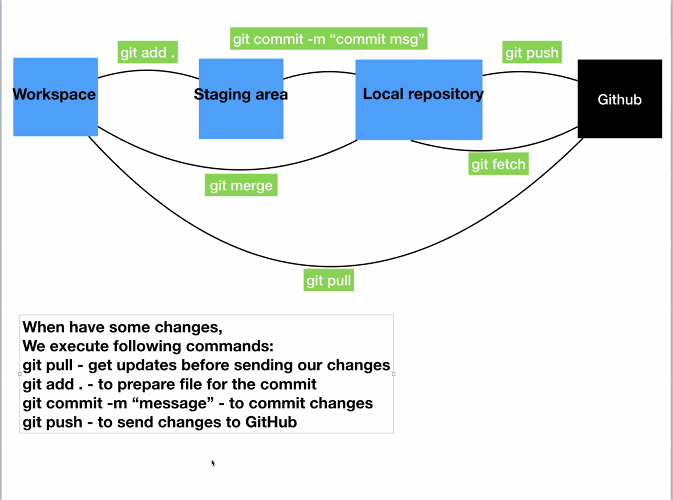 git add .
git commit -m “commit msg”
git push
Workspace
Staging area
Local repository
Github
git fetch
git merge
git pull
When have some changes,
We execute following commands:
git pull - get updates before sending our changes
git add . - to prepare file for the commit
git commit -m “message” - to commit changes
git push - to send changes to GitHub